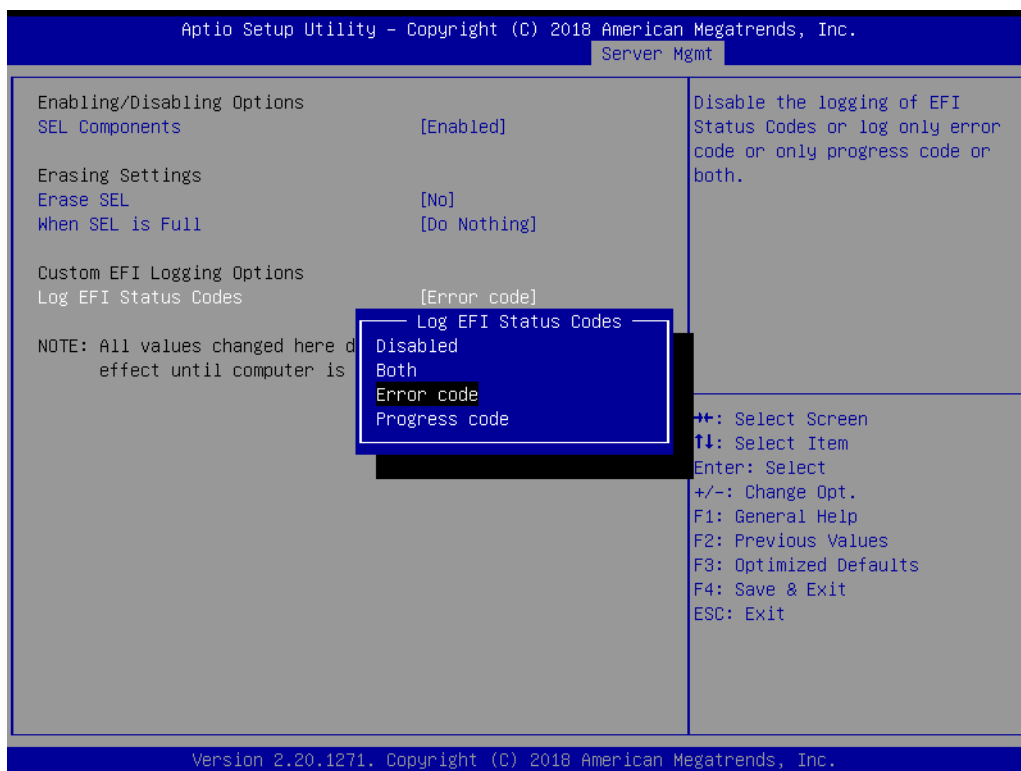 Aptio Setup Utility – Copyright (C) 2018 American Megatrends, Inc.
Server Mgmt
Enabling/Disabling Options
SEL Components [Enabled]
Erasing Settings
Erase SEL [No]
When SEL is Full [Do Nothing]
Custom EFI Logging Options
Log EFI Status Codes [Error code]
NOTE: All values changed here d
effect until computer is
Log EFI Status Codes
Disabled
Both
Error code
Progress code
Disable the logging of EFI
Status Codes or log only error
code or only progress code or
both.
→←: Select Screen
↑↓: Select Item
Enter: Select
+/-: Change Opt.
F1: General Help
F2: Previous Values
F3: Optimized Defaults
F4: Save & Exit
ESC: Exit
Version 2.20.1271. Copyright (C) 2018 American Megatrends, Inc.